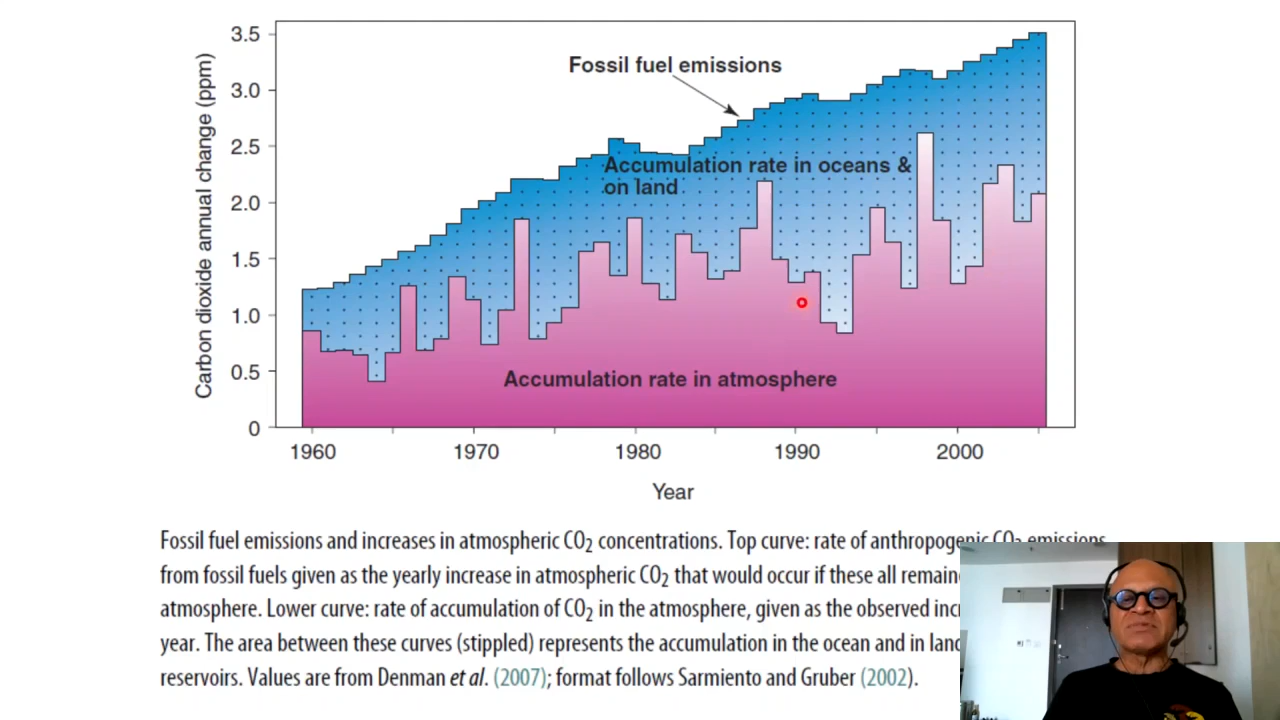 3.5
3.0
2.5
2.0
1.5
1.0
0.5
0
Carbon dioxide annual change (ppm)
Fossil fuel emissions
Accumulation rate in oceans &
on land
Accumulation rate in atmosphere
1960 1970 1980 1990 2000
Year
Fossil fuel emissions and increases in atmospheric CO2 concentrations. Top curve: rate of anthropogenic CO2 emissions
from fossil fuels given as the yearly increase in atmospheric CO2 that would occur if these all
atmosphere. Lower curve: rate of accumulation of CO2 in the atmosphere, given as the observed
year. The area between these curves (stippled) represents the accumulation in the ocean and in
reservoirs. Values are from Denman et al. (2007); format follows Sarmiento and Gruber (2002).